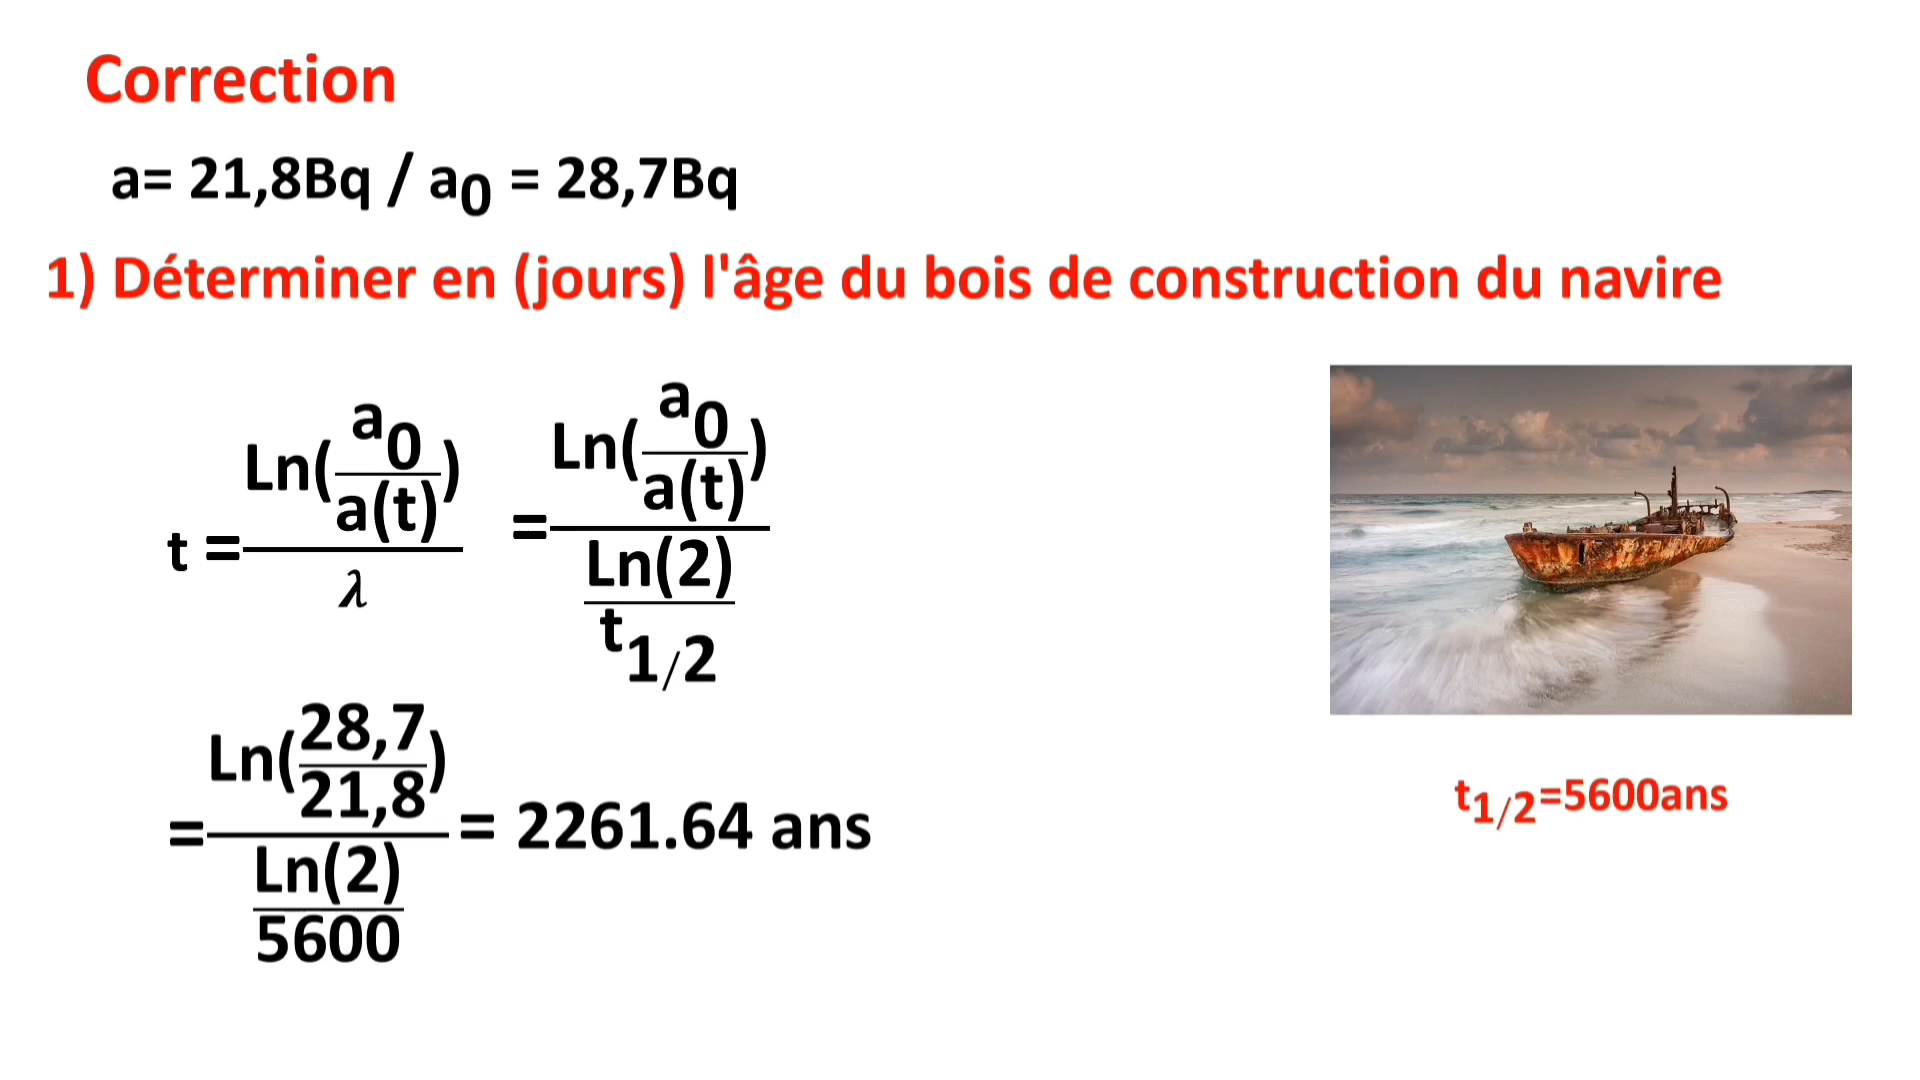 Correction
a= 21,8Bq / a0 = 28,7Bq
1) Déterminer en (jours) l'âge du bois de construction du navire
t = Ln(a0/a(t)) / λ = Ln(a0/a(t)) / (Ln(2)/t1/2)
= Ln(28,7/21,8) / (Ln(2)/5600) = 2261.64 ans
t1/2=5600ans